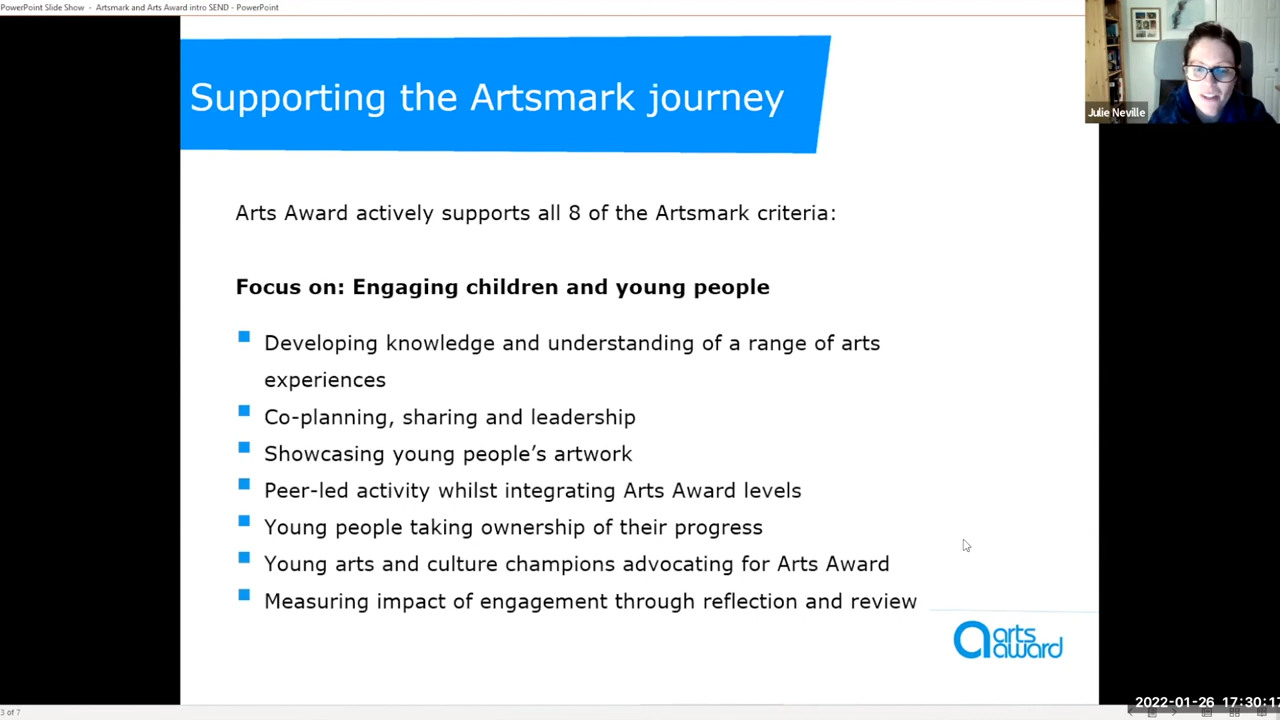 PowerPoint Slide Show - Artsmark and Arts Award intro SEND - PowerPoint
Supporting the Artsmark journey
Julie Neville
Arts Award actively supports all 8 of the Artsmark criteria:
Focus on: Engaging children and young people
Developing knowledge and understanding of a range of arts
experiences
Co-planning, sharing and leadership
Showcasing young people’s artwork
Peer-led activity whilst integrating Arts Award levels
Young people taking ownership of their progress
Young arts and culture champions advocating for Arts Award
Measuring impact of engagement through reflection and review
arts
award
2022-01-26 17:30:17
3 of 7